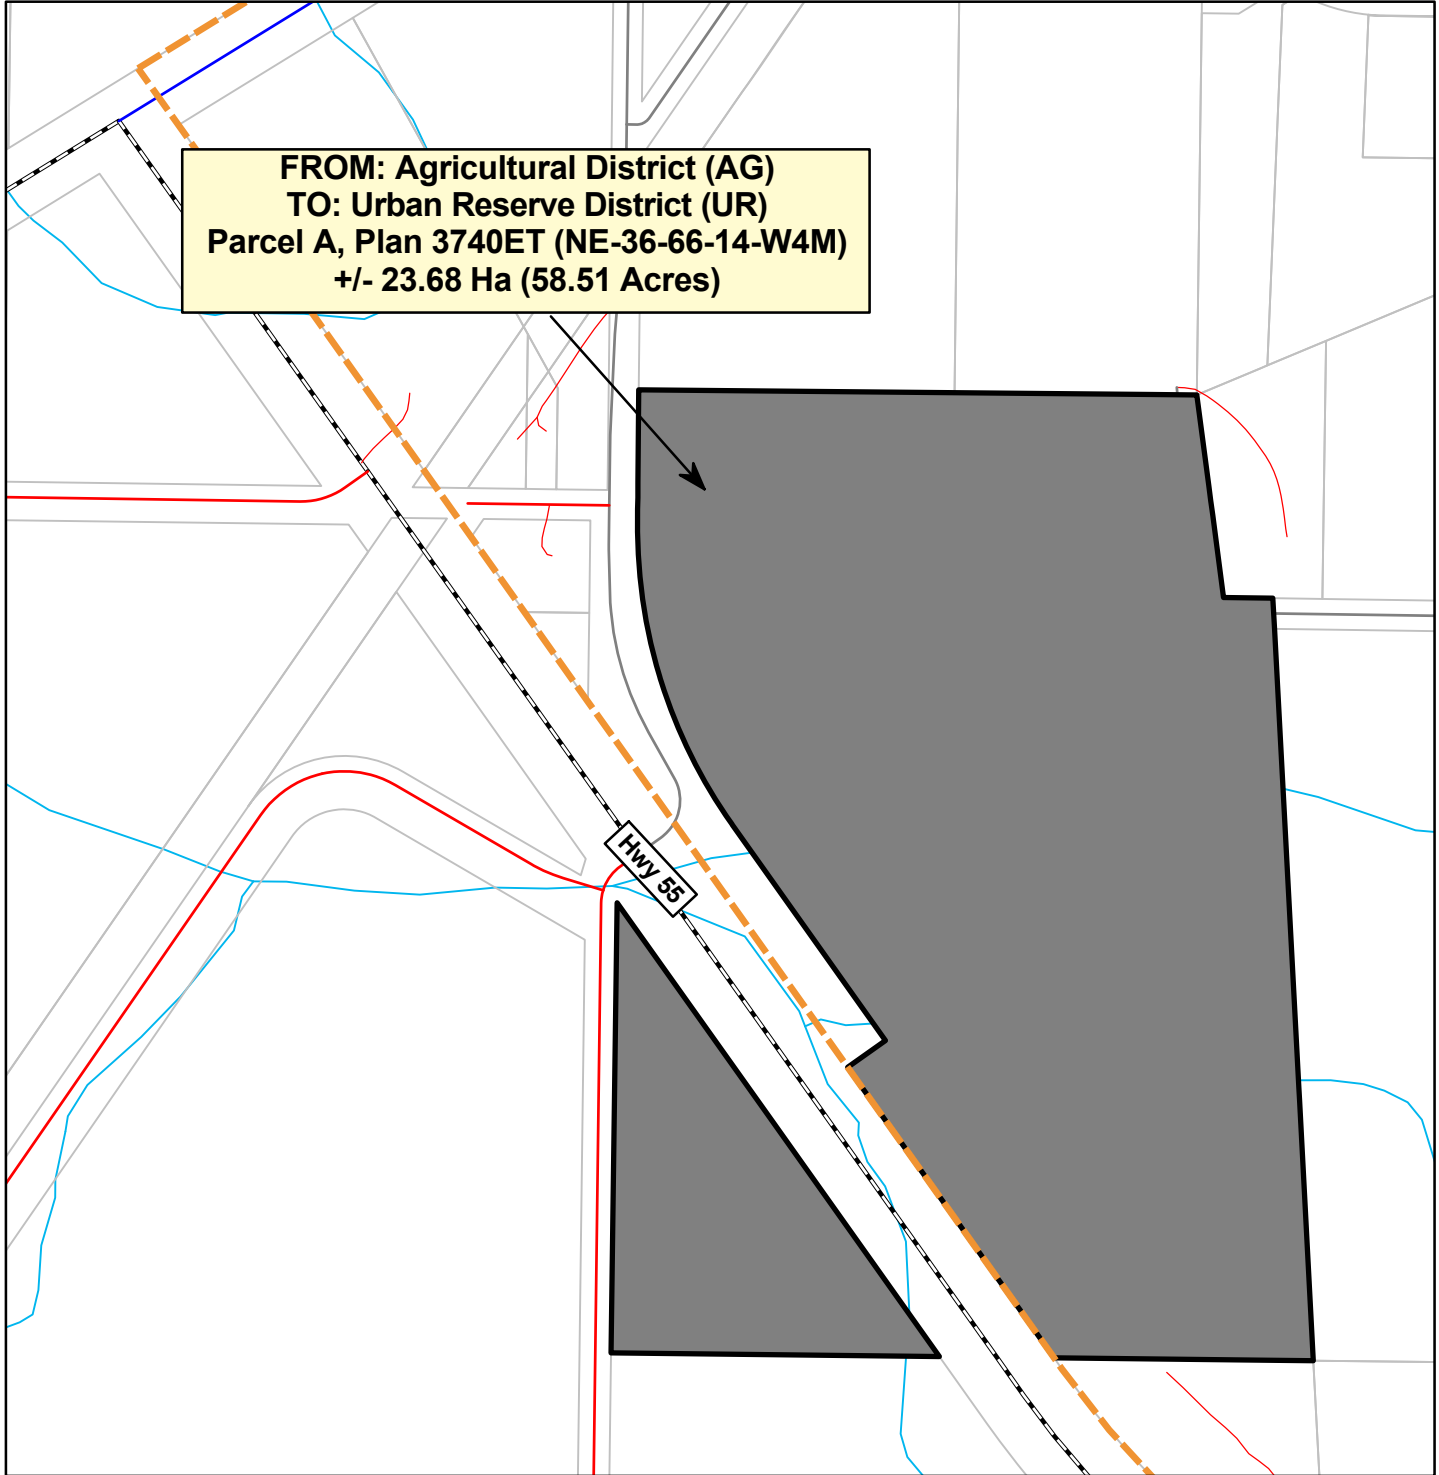 FROM: Agricultural District (AG)
TO: Urban Reserve District (UR)
Parcel A, Plan 3740ET (NE-36-66-14-W4M)
+/- 23.68 Ha (58.51 Acres)
Hwy 55